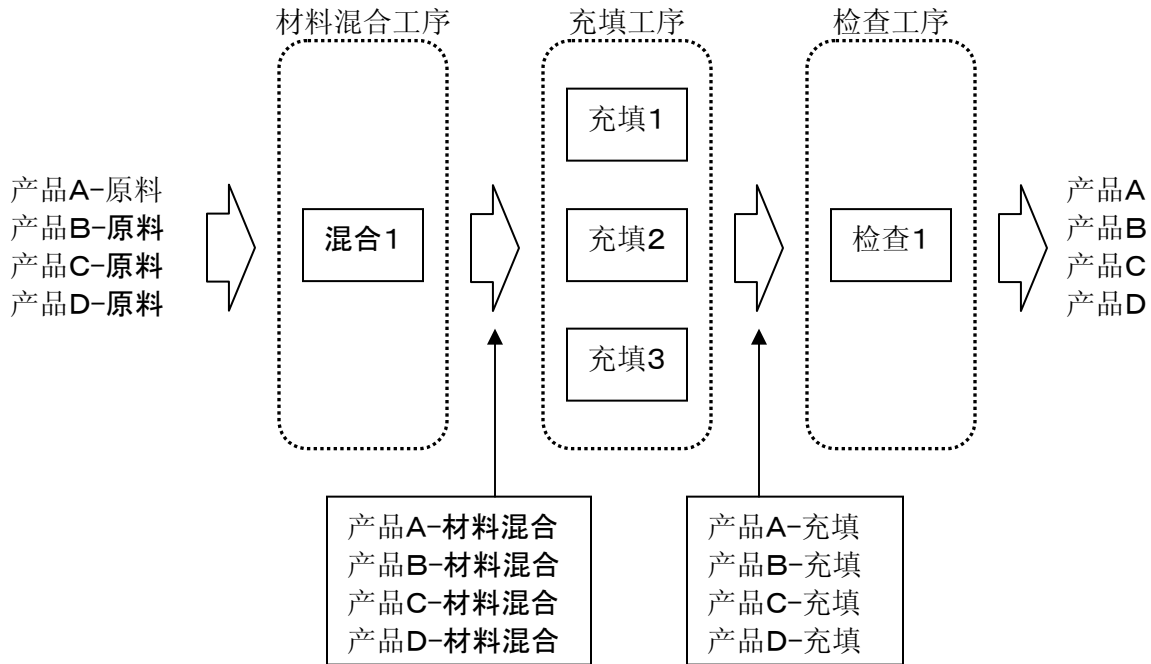 材料混合工序
充填工序
检查工序
产品A-原料
产品B-原料
产品C-原料
产品D-原料
混合1
充填1
充填2
充填3
检查1
产品A
产品B
产品C
产品D
产品A-材料混合
产品B-材料混合
产品C-材料混合
产品D-材料混合
产品A-充填
产品B-充填
产品C-充填
产品D-充填